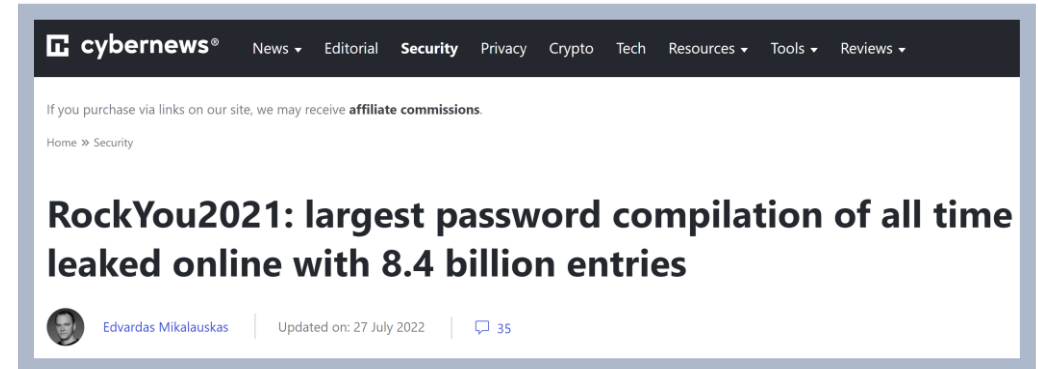 cybernews®
News Editorial Security Privacy Crypto Tech Resources Tools Reviews
If you purchase via links on our site, we may receive affiliate commissions.
Home » Security
RockYou2021: largest password compilation of all time
leaked online with 8.4 billion entries
Edvardas Mikalauskas Updated on: 27 July 2022 35